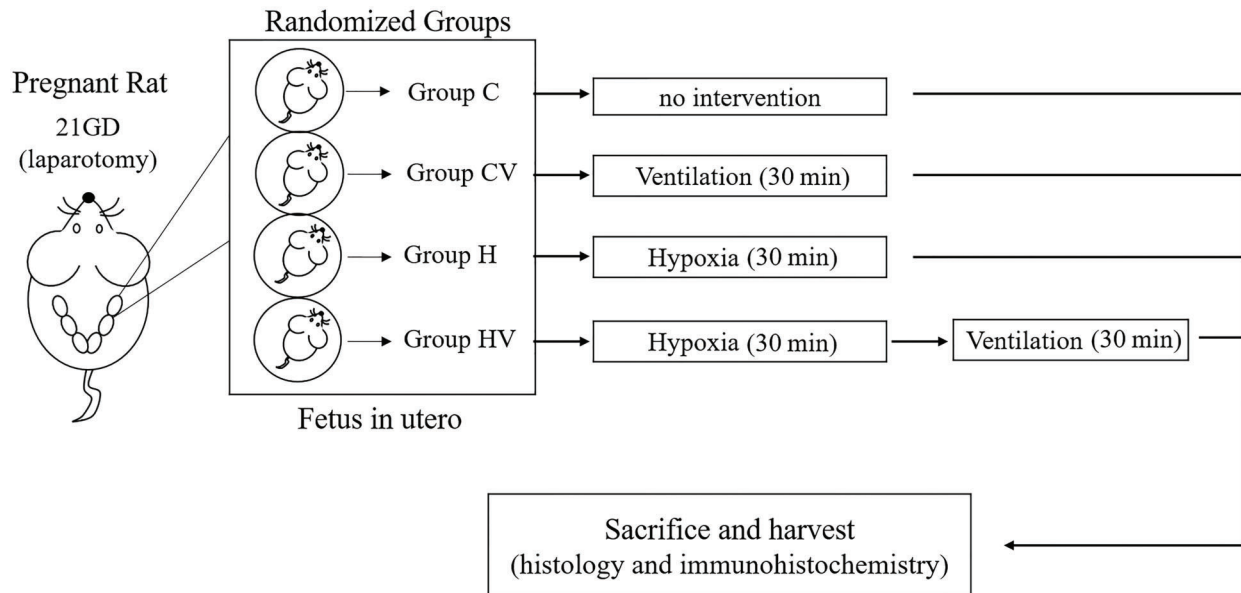 Randomized Groups
Pregnant Rat
21GD
(laparotomy)
Group C
no intervention
Group CV
Ventilation (30 min)
Group H
Hypoxia (30 min)
Group HV
Hypoxia (30 min)
Ventilation (30 min)
Fetus in utero
Sacrifice and harvest
(histology and immunohistochemistry)